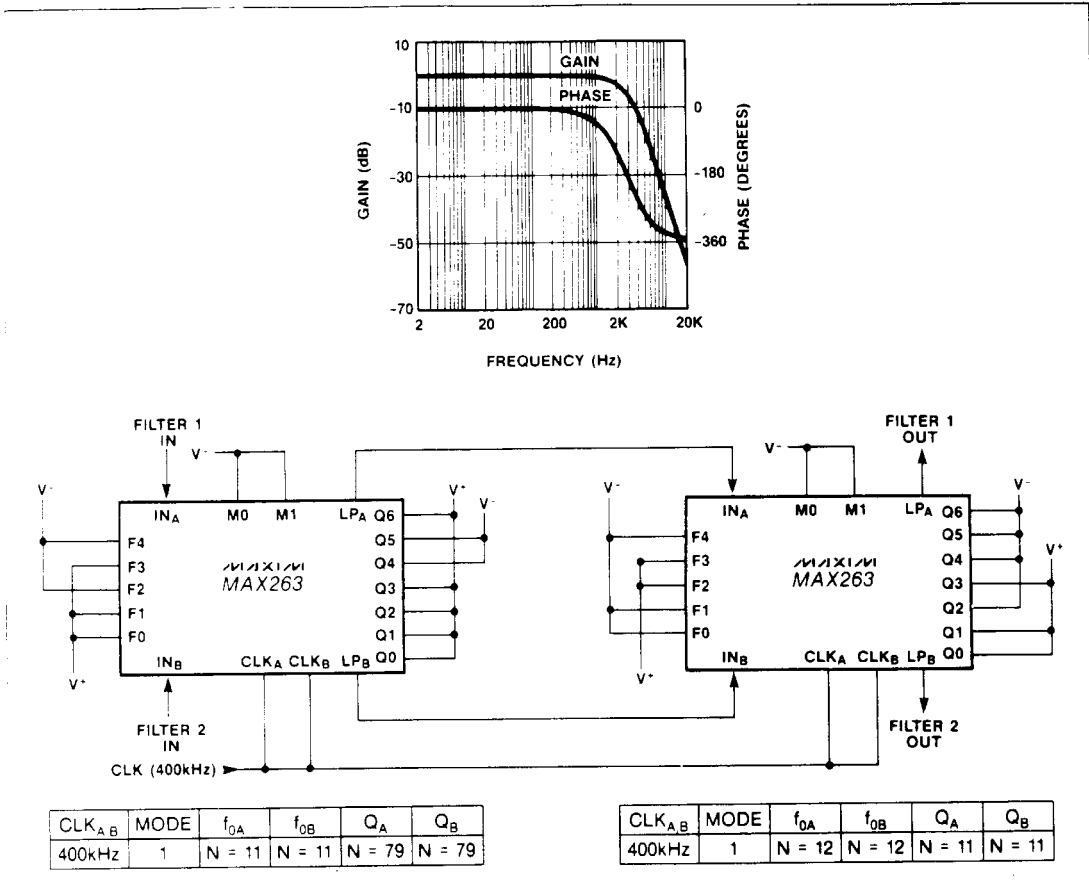 10
0
-10
-30
-50
-70
GAIN (dB)
GAIN
PHASE
0
-180
-360
PHASE (DEGREES)
2
20
200
2K
20K
FREQUENCY (Hz)
FILTER 1
IN
V-
V-
INA
M0
M1
LPA
F4
F3
F2
F1
F0
V+
MAXIM
MAX263
Q6
Q5
Q4
Q3
Q2
Q1
Q0
V+
V-
INB
CLKA
CLKB
LPB
FILTER 2
IN
CLK (400kHz)
FILTER 1
OUT
V-
V-
INA
M0
M1
LPA
F4
F3
F2
F1
F0
V+
MAXIM
MAX263
Q6
Q5
Q4
Q3
Q2
Q1
Q0
V-
V+
INB
CLKA
CLKB
LPB
FILTER 2
OUT
CLKA,B MODE f0A f0B QA QB
400kHz 1 N = 11 N = 11 N = 79 N = 79
CLKA,B MODE f0A f0B QA QB
400kHz 1 N = 12 N = 12 N = 11 N = 11